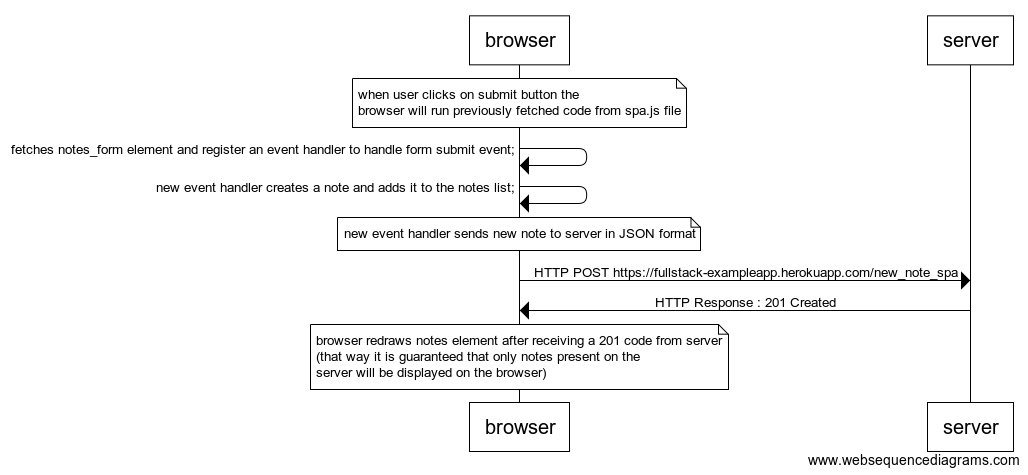 browser
server
when user clicks on submit button the
browser will run previously fetched code from spa.js file
fetches notes_form element and register an event handler to handle form submit event;
new event handler creates a note and adds it to the notes list;
new event handler sends new note to server in JSON format
HTTP POST https://fullstack-exampleapp.herokuapp.com/new_note_spa
HTTP Response : 201 Created
browser redraws notes element after receiving a 201 code from server
(that way it is guaranteed that only notes present on the
server will be displayed on the browser)
browser
server
www.websequencediagrams.com